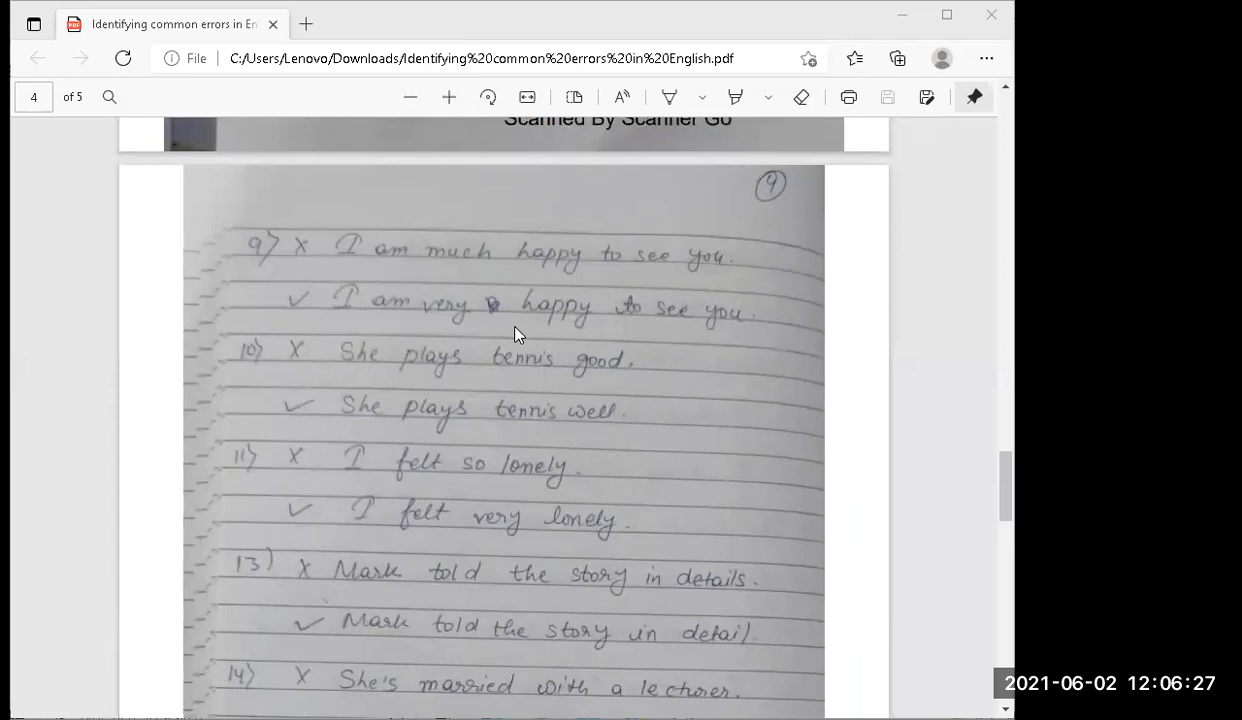 Identifying common errors in En
File
C:/Users/Lenovo/Downloads/Identifying%20common%20errors%20in%20English.pdf
4 of 5
Scanned By Scanner Go
4
9) X I am much happy to see you.
✓ I am very happy to see you.
10) X She plays tennis good.
✓ She plays tennis well.
11) X I felt so lonely.
✓ I felt very lonely.
13) X Mark told the story in details.
✓ Mark told the story in detail.
14) X She's married with a lecturer.
2021-06-02 12:06:27